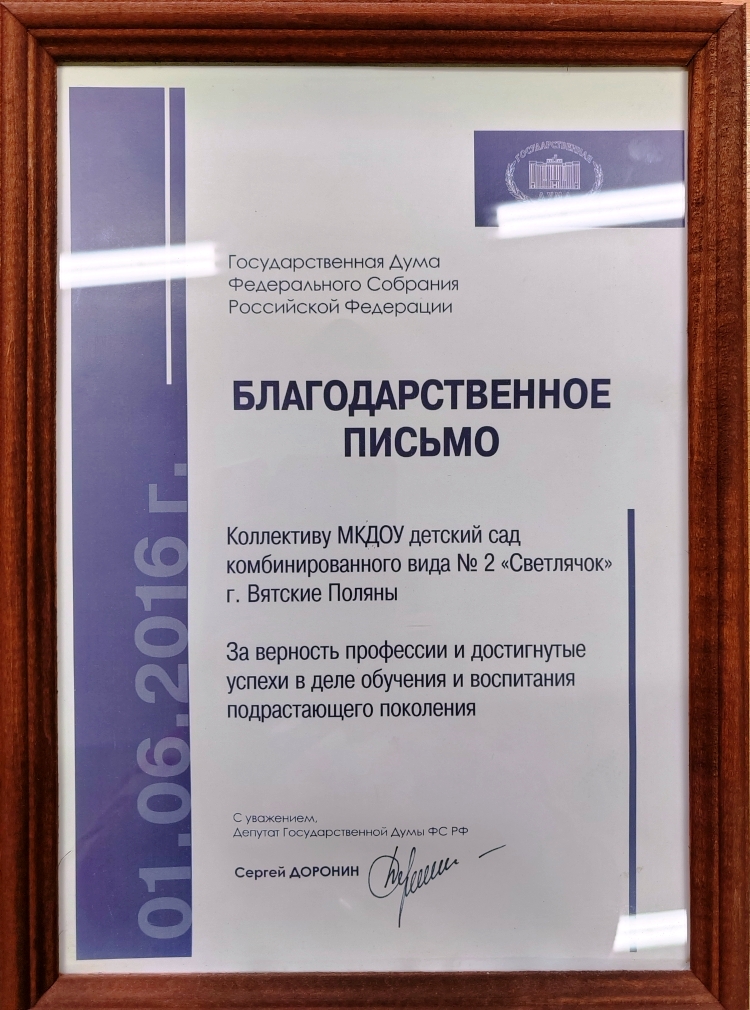 ГОСУДАРСТВЕННАЯ
ДУМА
Государственная Дума
Федерального Собрания
Российской Федерации
БЛАГОДАРСТВЕННОЕ
ПИСЬМО
Коллективу МКДОУ детский сад
комбинированного вида № 2 «Светлячок»
г. Вятские Поляны
За верность профессии и достигнутые
успехи в деле обучения и воспитания
подрастающего поколения
С уважением,
Депутат Государственной Думы ФС РФ
Сергей ДОРОНИН
01.06.2016 г.